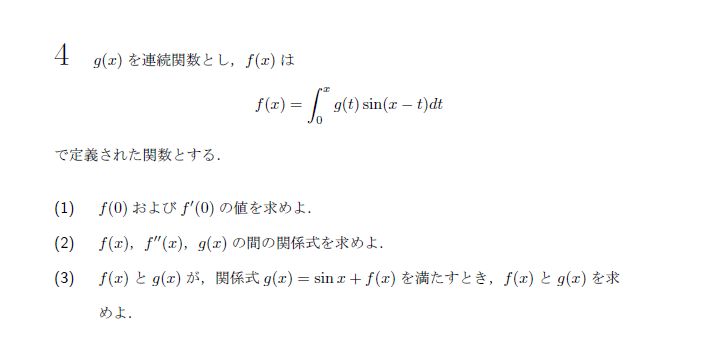 4 g(x) を連続関数とし，f(x) は
f(x) = ∫₀ˣ g(t) sin(x − t)dt
で定義された関数とする．
(1) f(0) および f′(0) の値を求めよ．
(2) f(x)，f′′(x)，g(x) の間の関係式を求めよ．
(3) f(x) と g(x) が，関係式 g(x) = sin x + f(x) を満たすとき，f(x) と g(x) を求
めよ．